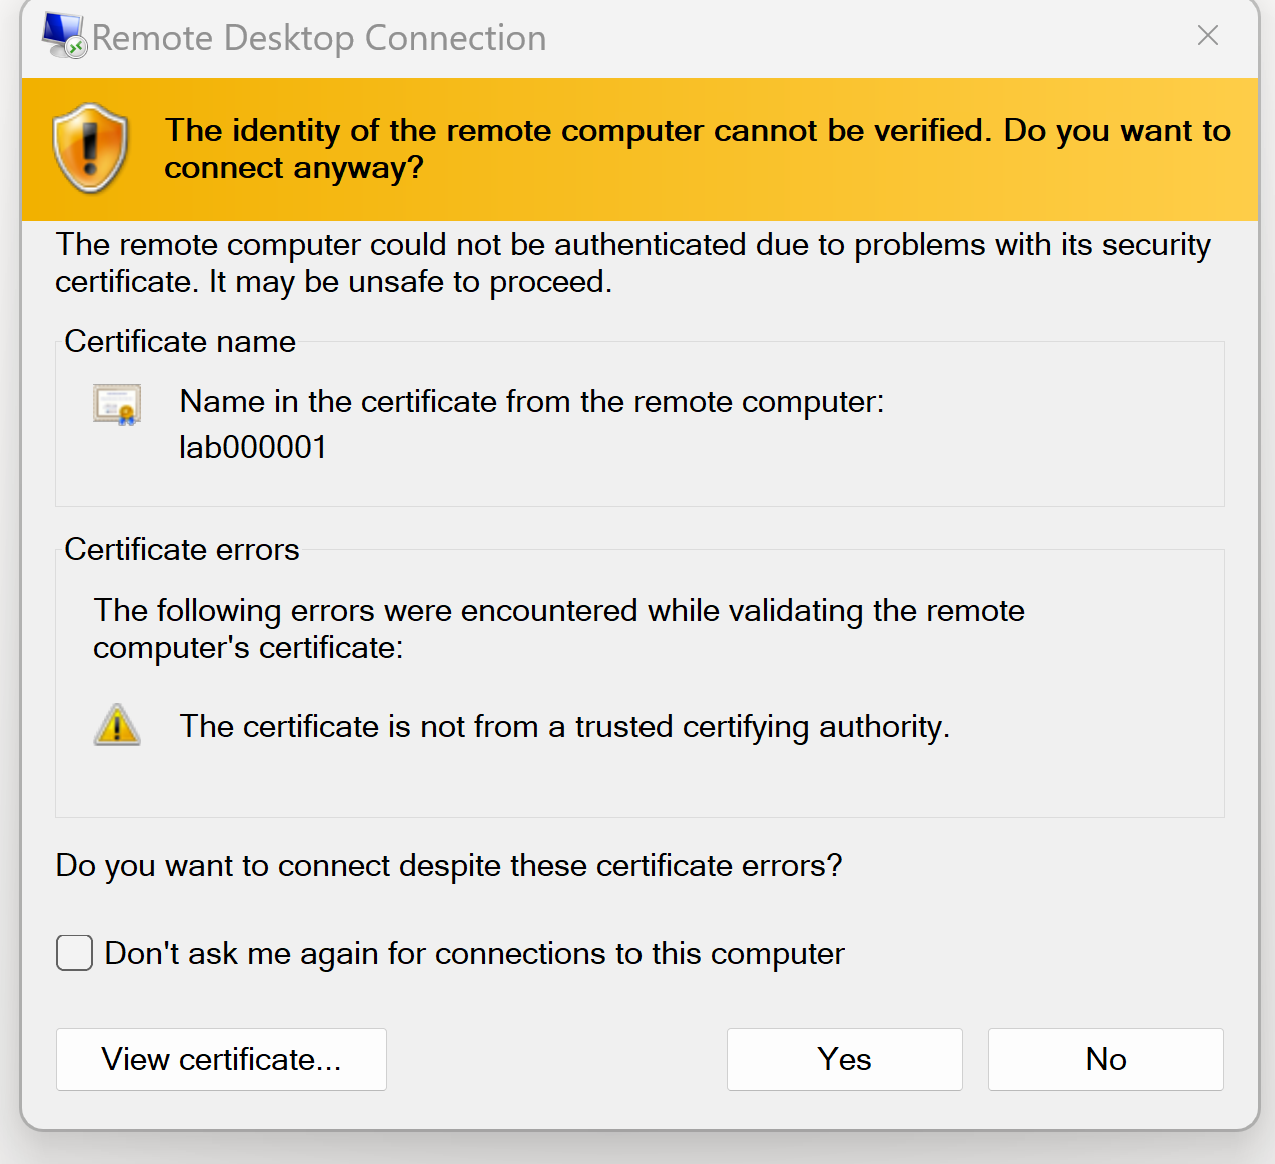 Remote Desktop Connection
The identity of the remote computer cannot be verified. Do you want to
connect anyway?
The remote computer could not be authenticated due to problems with its security
certificate. It may be unsafe to proceed.
Certificate name
Name in the certificate from the remote computer:
lab000001
Certificate errors
The following errors were encountered while validating the remote
computer's certificate:
The certificate is not from a trusted certifying authority.
Do you want to connect despite these certificate errors?
Don't ask me again for connections to this computer
View certificate...
Yes
No